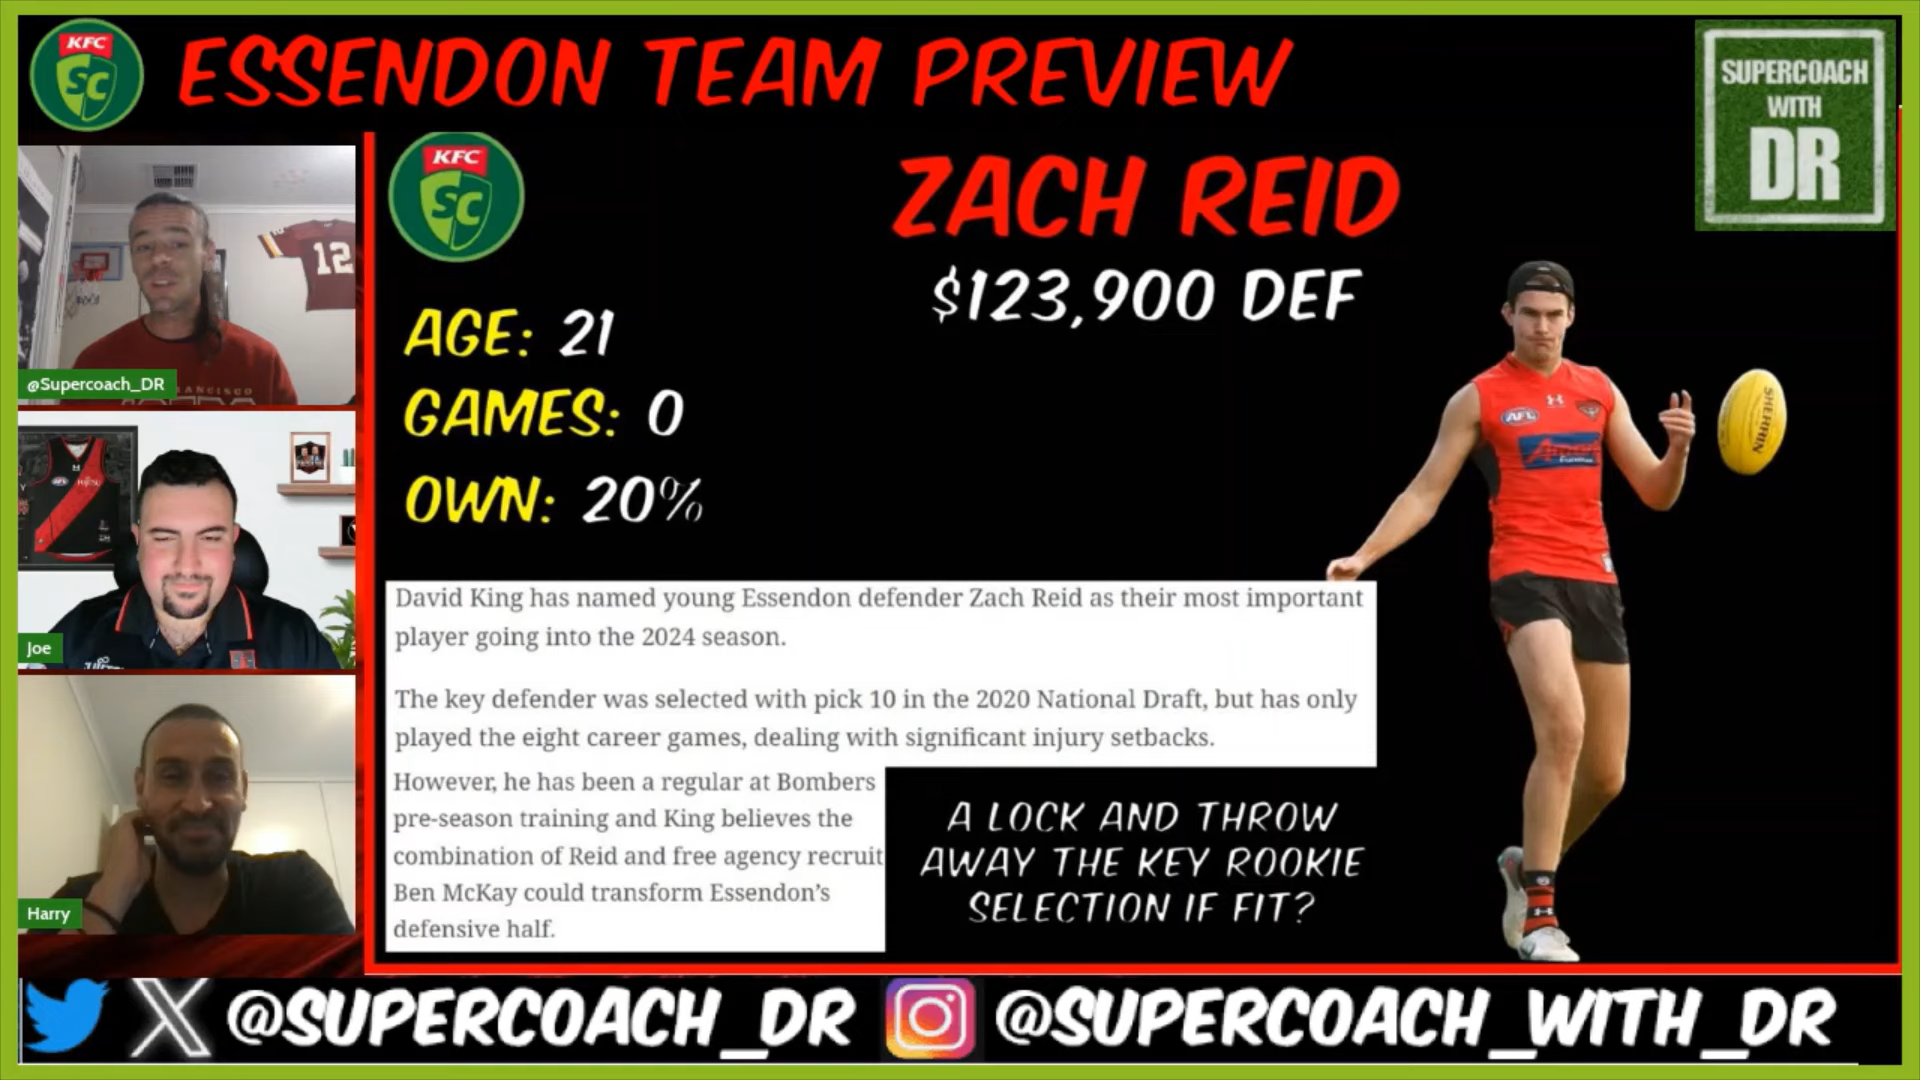 KFC
SC
ESSENDON TEAM PREVIEW
SUPERCOACH
WITH
DR
KFC
SC
ZACH REID
$123,900 DEF
AGE: 21
GAMES: 0
OWN: 20%
12
@Supercoach_DR
Joe
Harry
AFL
SHERRIN
David King has named young Essendon defender Zach Reid as their most important
player going into the 2024 season.
The key defender was selected with pick 10 in the 2020 National Draft, but has only
played the eight career games, dealing with significant injury setbacks.
However, he has been a regular at Bombers
pre-season training and King believes the
combination of Reid and free agency recruit
Ben McKay could transform Essendon's
defensive half.
A LOCK AND THROW
AWAY THE KEY ROOKIE
SELECTION IF FIT?
@SUPERCOACH_DR
@SUPERCOACH_WITH_DR